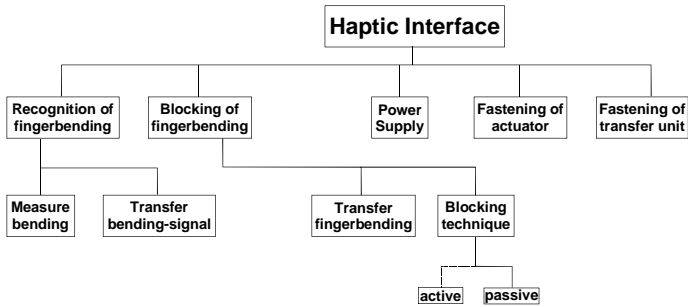 Haptic Interface
Recognition of
fingerbending
Blocking of
fingerbending
Power
Supply
Fastening of
actuator
Fastening of
transfer unit
Measure
bending
Transfer
bending-signal
Transfer
fingerbending
Blocking
technique
active
passive